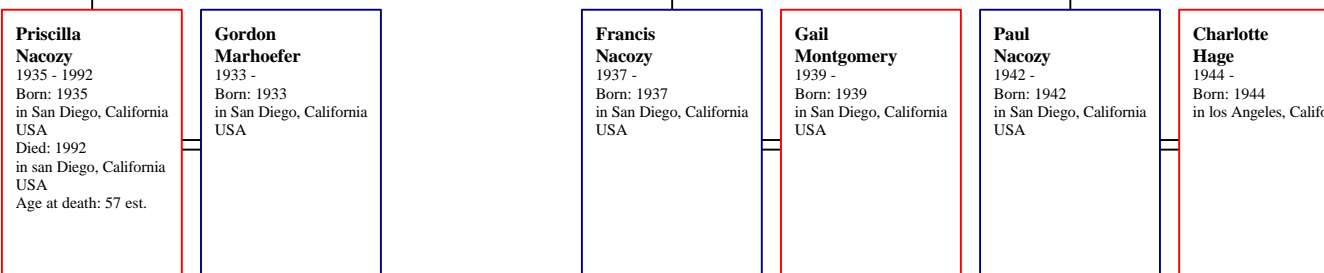 Priscilla
Nacozy
1935 - 1992
Born: 1935
in San Diego, California
USA
Died: 1992
in san Diego, California
USA
Age at death: 57 est.
Gordon
Marhoefer
1933 -
Born: 1933
in San Diego, California
USA
Francis
Nacozy
1937 -
Born: 1937
in San Diego, California
USA
Gail
Montgomery
1939 -
Born: 1939
in San Diego, California
USA
Paul
Nacozy
1942 -
Born: 1942
in San Diego, California
USA
Charlotte
Hage
1944 -
Born: 1944
in los Angeles,